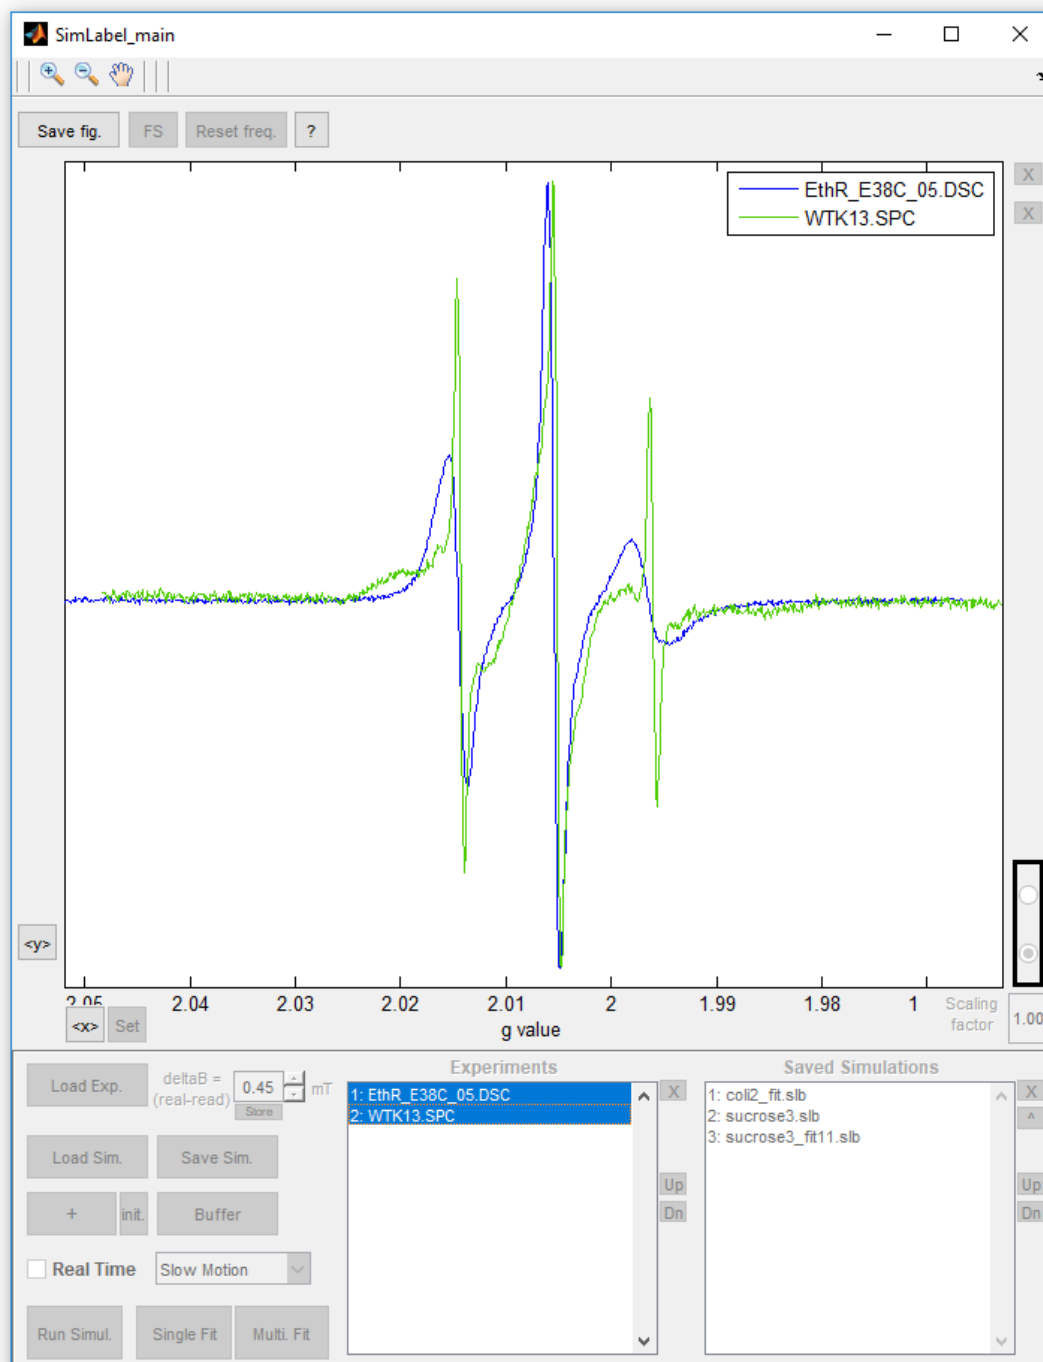 SimLabel_main
Save fig. FS Reset freq. ?
X
X
EthR_E38C_05.DSC
WTK13.SPC
<y>
2.05 2.04 2.03 2.02 2.01 2 1.99 1.98 1
<x> Set
g value
Scaling
factor
1.00
Load Exp.
deltaB =
(real-read)
0.45
mT
Store
Load Sim. Save Sim.
+ init. Buffer
Real Time Slow Motion
Run Simul. Single Fit Multi. Fit
Experiments
1: EthR_E38C_05.DSC
2: WTK13.SPC
X
Up
Dn
Saved Simulations
1: coli2_fit.slb
2: sucrose3.slb
3: sucrose3_fit11.slb
X
^
Up
Dn